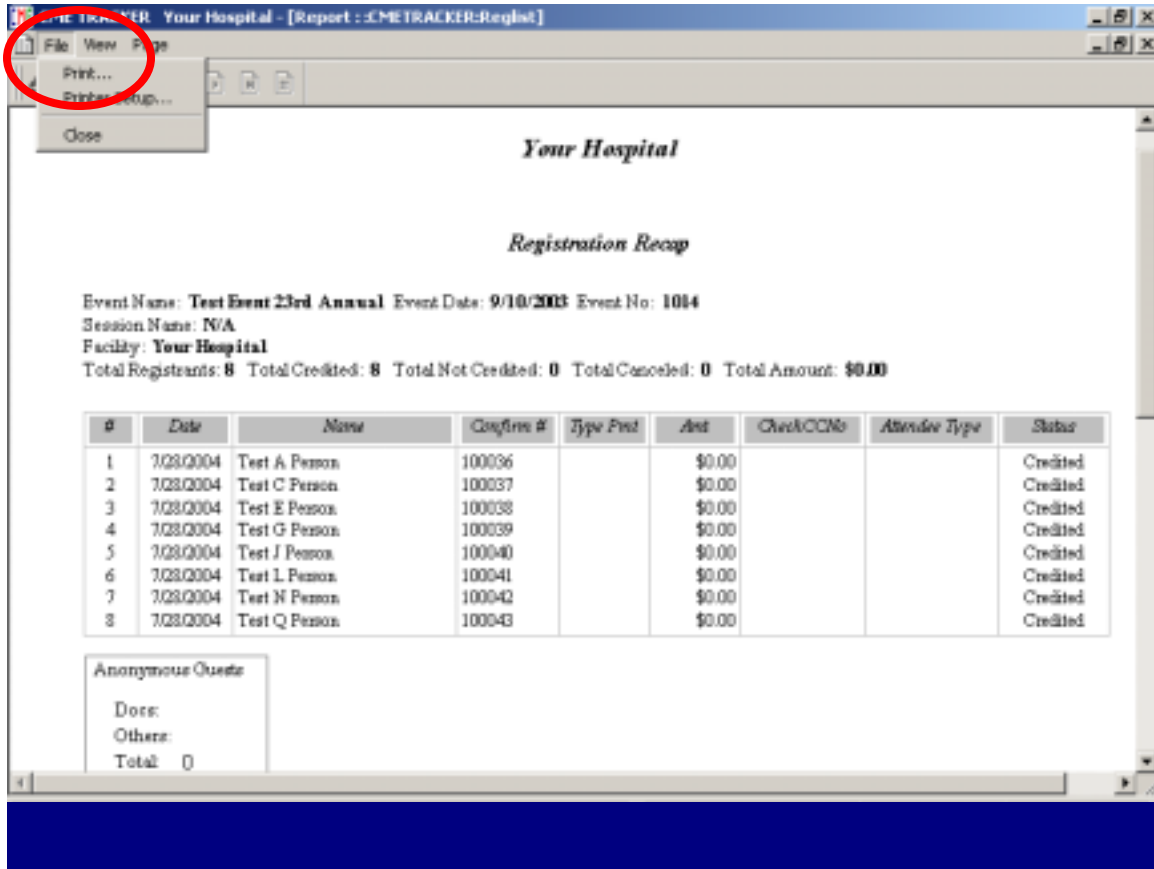 CME TRACKER Your Hospital - [Report : :CMETRACKER:Reglist]
File View Page
Print...
Printer Setup...
Close
Your Hospital
Registration Recap
Event Name: Test Event 23rd Annual Event Date: 9/10/2003 Event No: 1014
Session Name: N/A
Facility: Your Hospital
Total Registrants: 8 Total Credited: 8 Total Not Credited: 0 Total Canceled: 0 Total Amount: $0.00
# Date Name Confirm # Type Pmt Amt CheckCCNo Attendee Type Status
1 7/28/2004 Test A Person 100036 $0.00 Credited
2 7/28/2004 Test C Person 100037 $0.00 Credited
3 7/28/2004 Test E Person 100038 $0.00 Credited
4 7/28/2004 Test G Person 100039 $0.00 Credited
5 7/28/2004 Test J Person 100040 $0.00 Credited
6 7/28/2004 Test L Person 100041 $0.00 Credited
7 7/28/2004 Test N Person 100042 $0.00 Credited
8 7/28/2004 Test Q Person 100043 $0.00 Credited
Anonymous Guests
Docs:
Others:
Total: 0